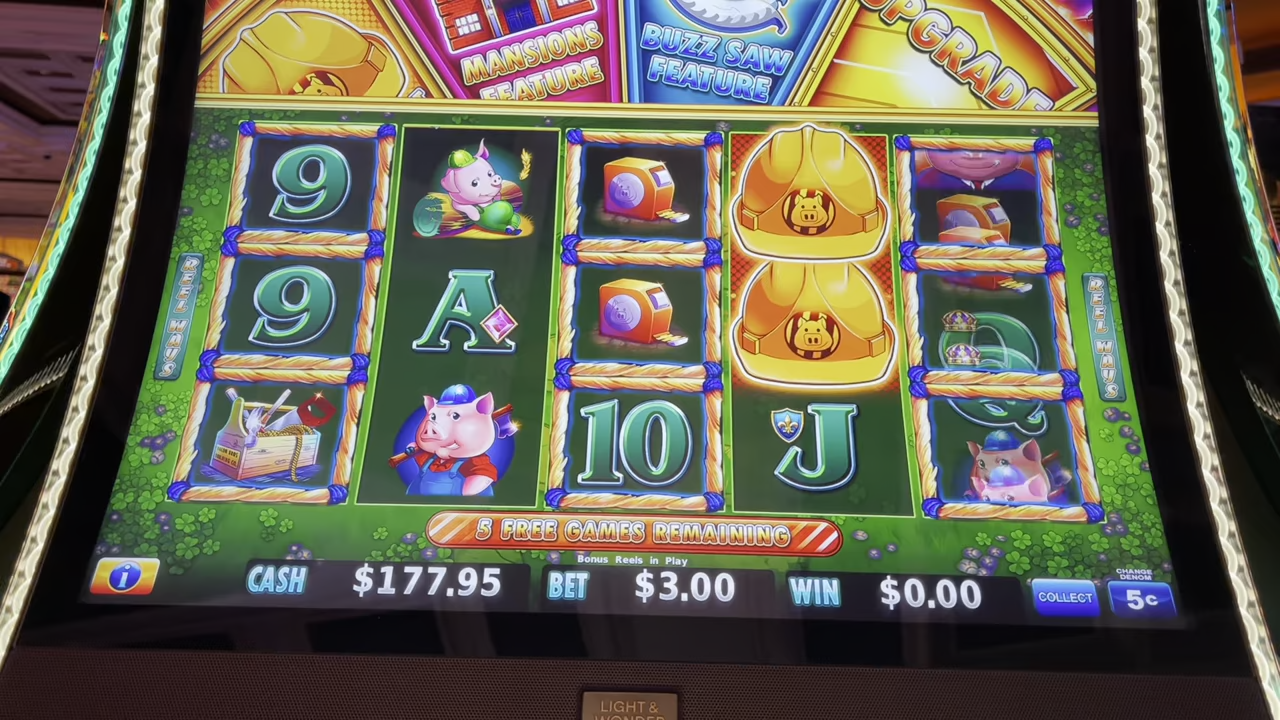 MANSIONS
FEATURE
BUZZ SAW
FEATURE
UPGRADE
9
9
A
10
J
Q
REEL WAYS
REEL WAYS
5 FREE GAMES REMAINING
Bonus Reels in Play
CASH $177.95 BET $3.00 WIN $0.00
COLLECT
CHANGE
DENOM
5¢
LIGHT &
WONDER